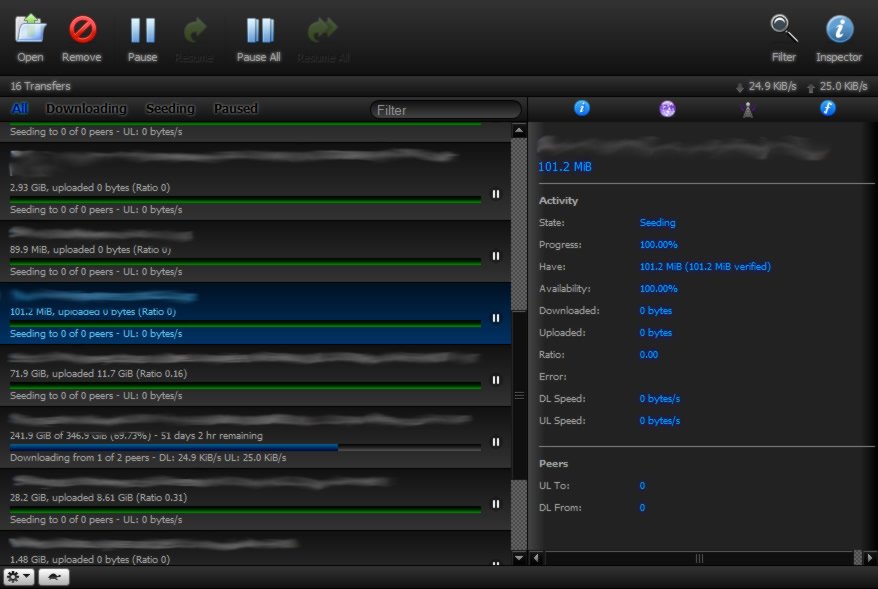 Open Remove Pause Resume Pause All Resume All Filter Inspector
16 Transfers 24.9 KiB/s 25.0 KiB/s
All Downloading Seeding Paused Filter
Seeding to 0 of 0 peers - UL: 0 bytes/s
2.93 GiB, uploaded 0 bytes (Ratio 0)
Seeding to 0 of 0 peers - UL: 0 bytes/s
89.9 MiB, uploaded 0 bytes (Ratio 0)
Seeding to 0 of 0 peers - UL: 0 bytes/s
101.2 MiB, uploaded 0 bytes (Ratio 0)
Seeding to 0 of 0 peers - UL: 0 bytes/s
71.9 GiB, uploaded 11.7 GiB (Ratio 0.16)
Seeding to 0 of 0 peers - UL: 0 bytes/s
241.9 GiB of 346.9 GiB (69.73%) - 51 days 2 hr remaining
Downloading from 1 of 2 peers - DL: 24.9 KiB/s UL: 25.0 KiB/s
28.2 GiB, uploaded 8.61 GiB (Ratio 0.31)
Seeding to 0 of 0 peers - UL: 0 bytes/s
1.48 GiB, uploaded 0 bytes (Ratio 0)
101.2 MiB
Activity
State: Seeding
Progress: 100.00%
Have: 101.2 MiB (101.2 MiB verified)
Availability: 100.00%
Downloaded: 0 bytes
Uploaded: 0 bytes
Ratio: 0.00
Error:
DL Speed: 0 bytes/s
UL Speed: 0 bytes/s
Peers
UL To: 0
DL From: 0